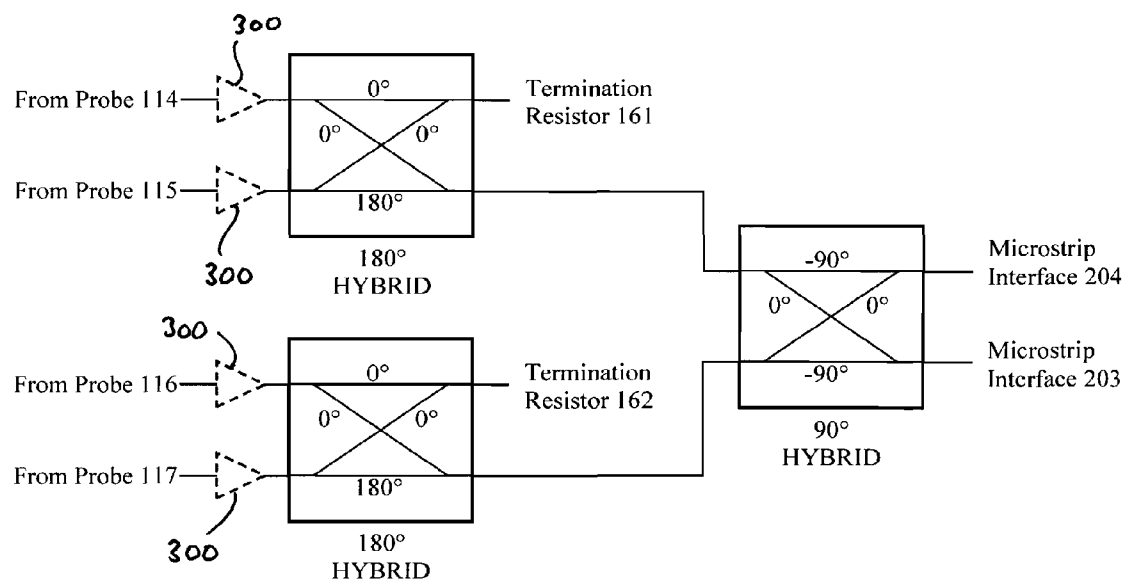 300
From Probe 114
0°
Termination
Resistor 161
0°
0°
From Probe 115
180°
300
180°
HYBRID
-90°
Microstrip
Interface 204
0°
0°
300
From Probe 116
0°
Termination
Resistor 162
-90°
Microstrip
Interface 203
0°
0°
90°
HYBRID
From Probe 117
180°
300
180°
HYBRID